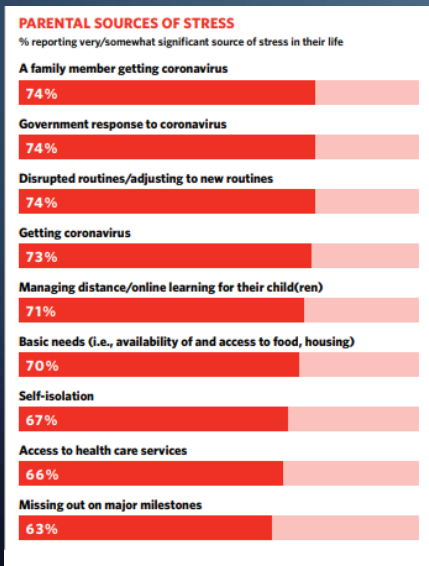 PARENTAL SOURCES OF STRESS
% reporting very/somewhat significant source of stress in their life
A family member getting coronavirus
74%
Government response to coronavirus
74%
Disrupted routines/adjusting to new routines
74%
Getting coronavirus
73%
Managing distance/online learning for their child(ren)
71%
Basic needs (i.e., availability of and access to food, housing)
70%
Self-isolation
67%
Access to health care services
66%
Missing out on major milestones
63%